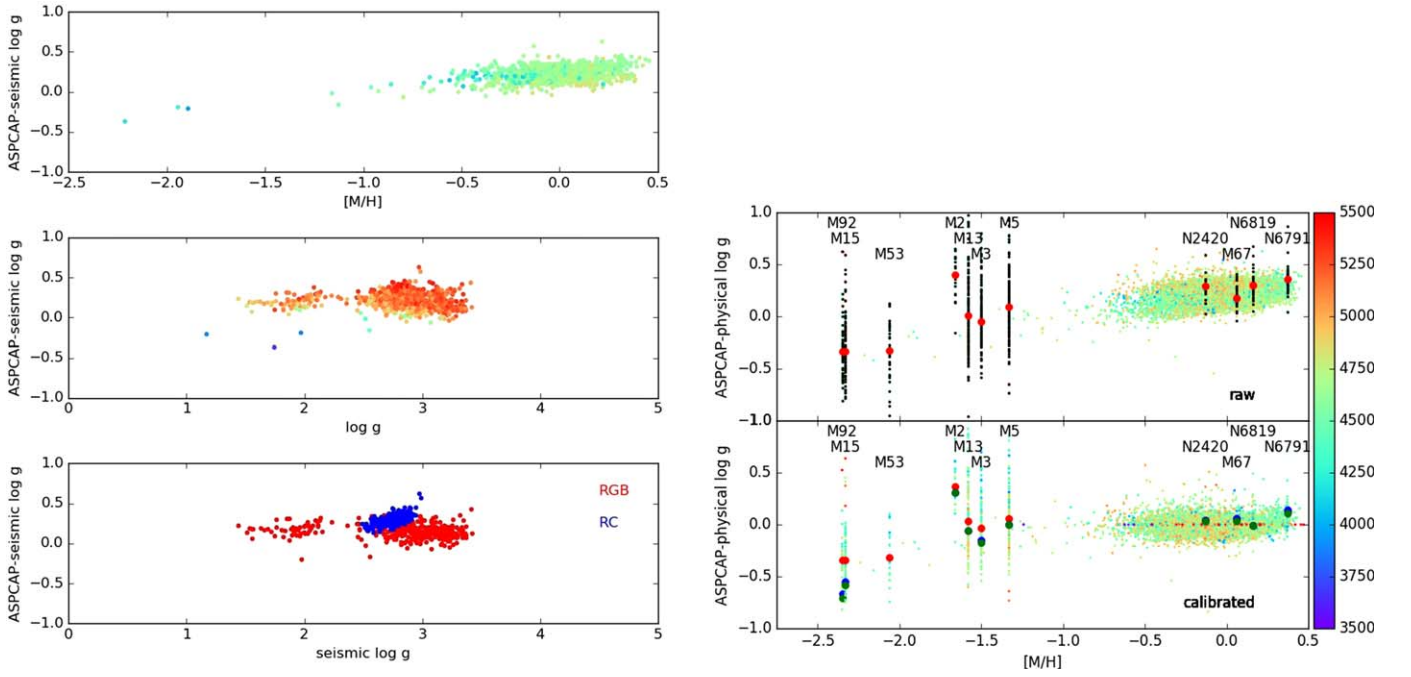 1.0
0.5
0.0
−0.5
−1.0
ASPCAP-seismic log g
−2.5 −2.0 −1.5 −1.0 −0.5 0.0 0.5
[M/H]
1.0
0.5
0.0
−0.5
−1.0
ASPCAP-seismic log g
0 1 2 3 4 5
log g
1.0
0.5
0.0
−0.5
−1.0
ASPCAP-seismic log g
RGB
RC
0 1 2 3 4 5
seismic log g
1.0
0.5
0.0
−0.5
−1.0
ASPCAP-physical log g
M92 M2 M5 N6819
M15 M13 N2420 N6791
M53 M3 M67
raw
1.0
0.5
0.0
−0.5
−1.0
ASPCAP-physical log g
M92 M2 M5 N6819
M15 M13 N2420 N6791
M53 M3 M67
calibrated
−2.5 −2.0 −1.5 −1.0 −0.5 0.0 0.5
[M/H]
5500
5250
5000
4750
4500
4250
4000
3750
3500